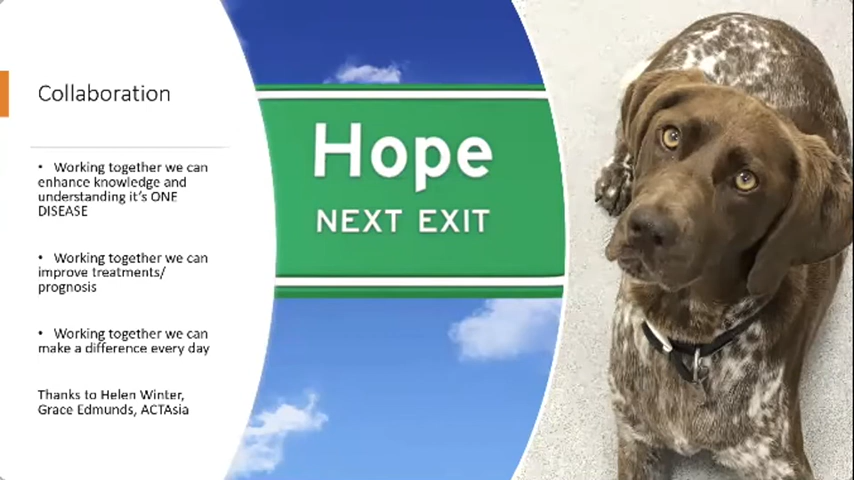 Collaboration
• Working together we can
enhance knowledge and
understanding it's ONE
DISEASE
• Working together we can
improve treatments/
prognosis
• Working together we can
make a difference every day
Thanks to Helen Winter,
Grace Edmunds, ACTAsia
Hope
NEXT EXIT